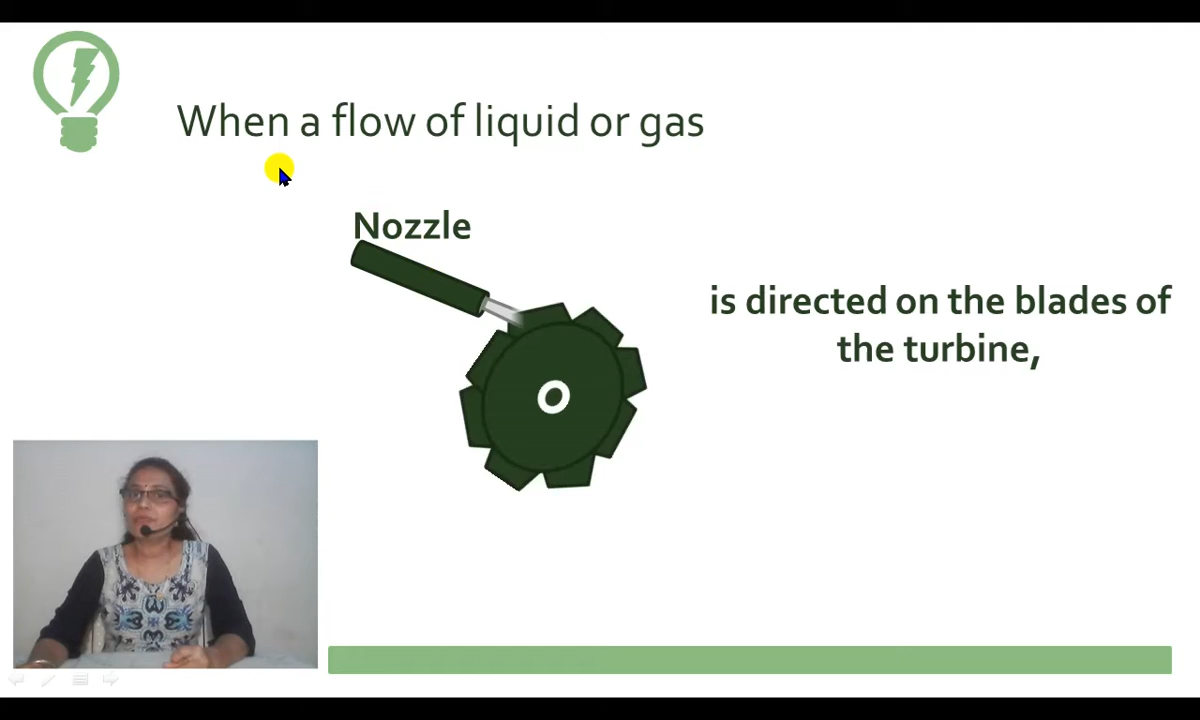 When a flow of liquid or gas
Nozzle
is directed on the blades of
the turbine,